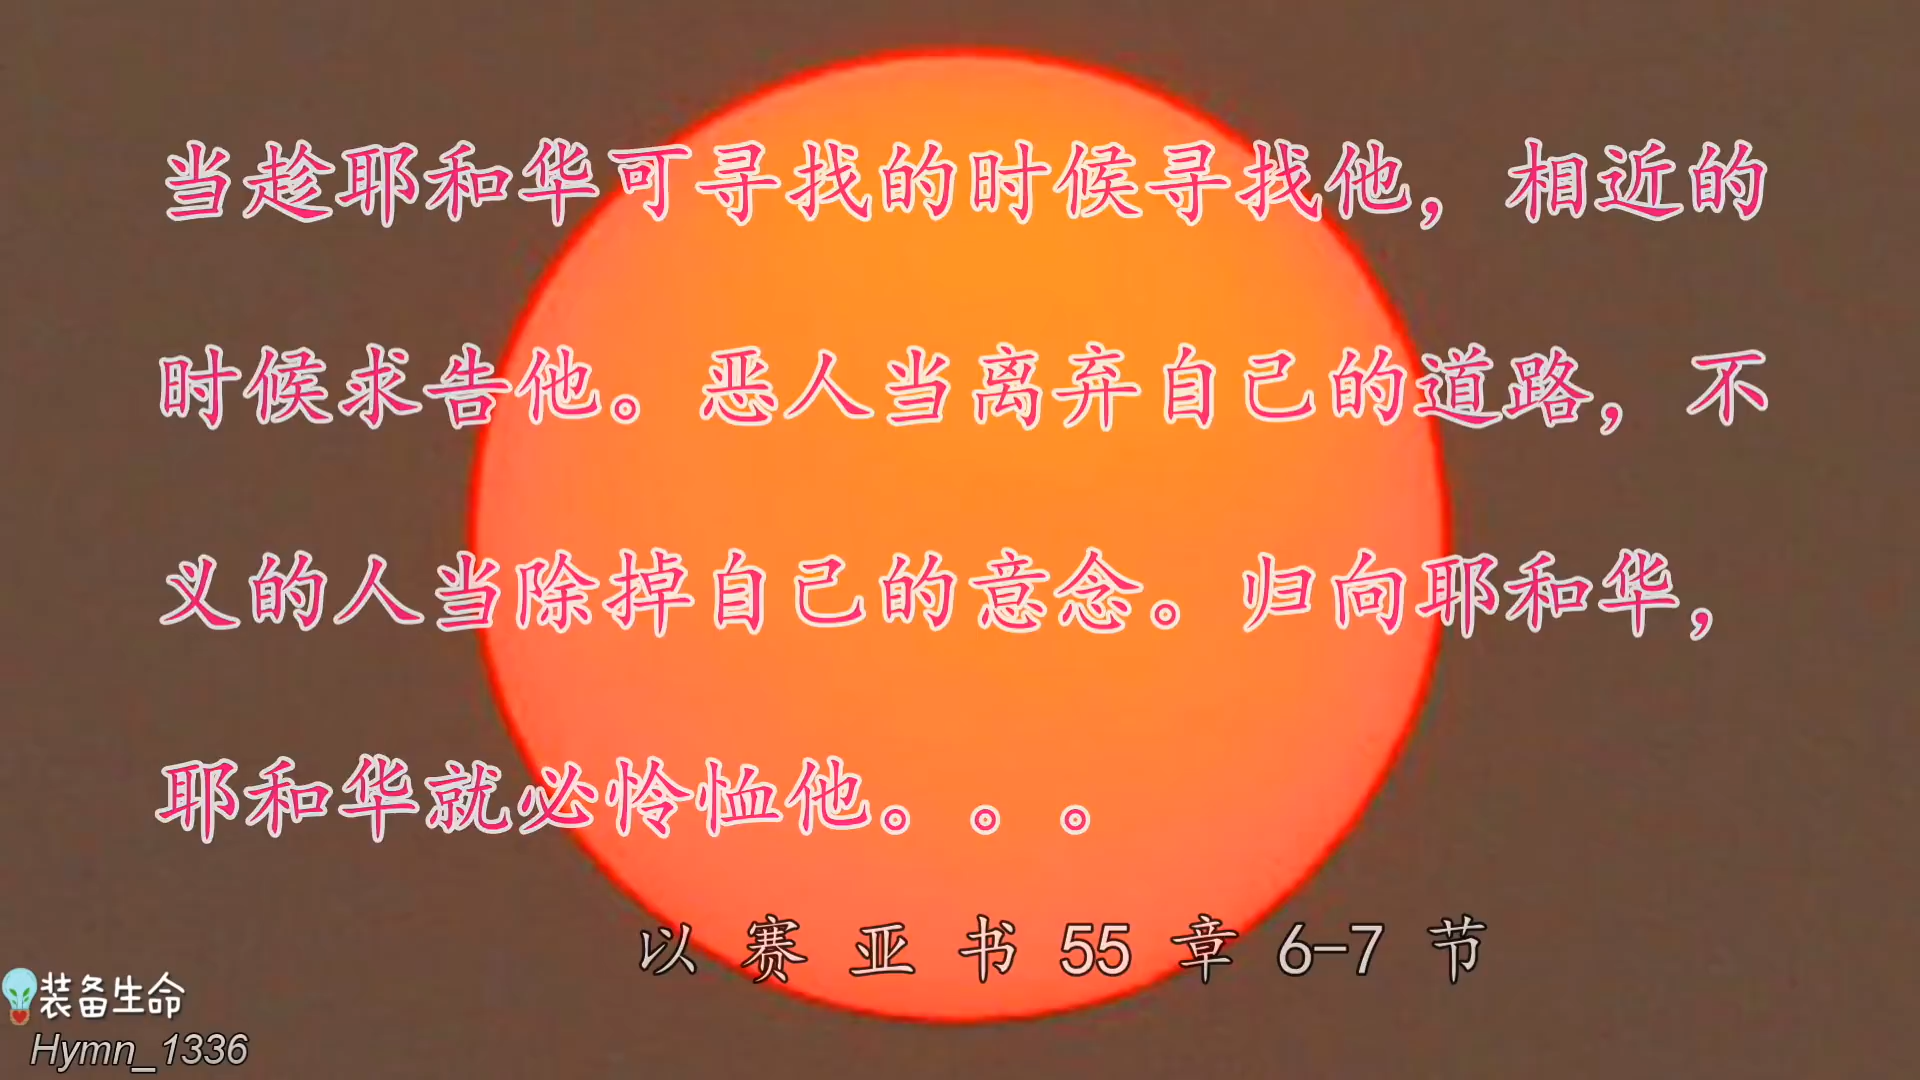 当趁耶和华可寻找的时候寻找他，相近的
时候求告他。恶人当离弃自己的道路，不
义的人当除掉自己的意念。归向耶和华，
耶和华就必怜恤他。。。
以赛亚书55章6-7节
装备生命
Hymn_1336